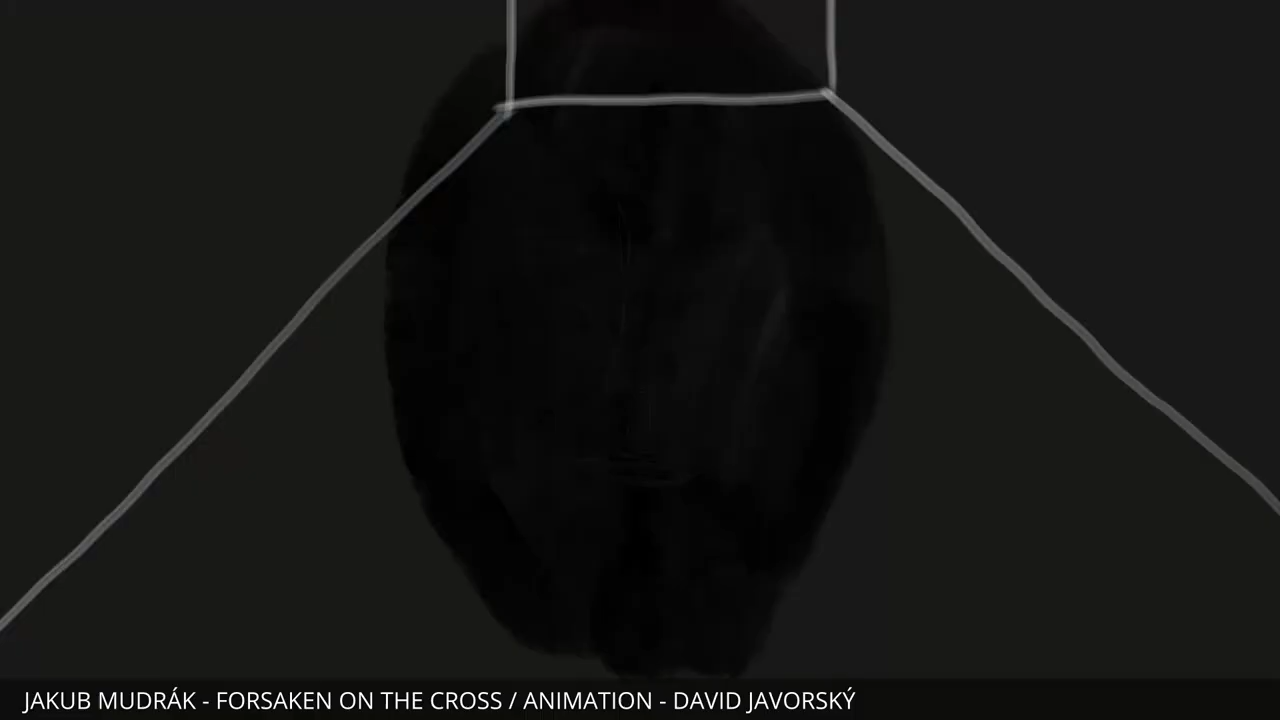 JAKUB MUDRÁK - FORSAKEN ON THE CROSS / ANIMATION - DAVID JAVORSKÝ